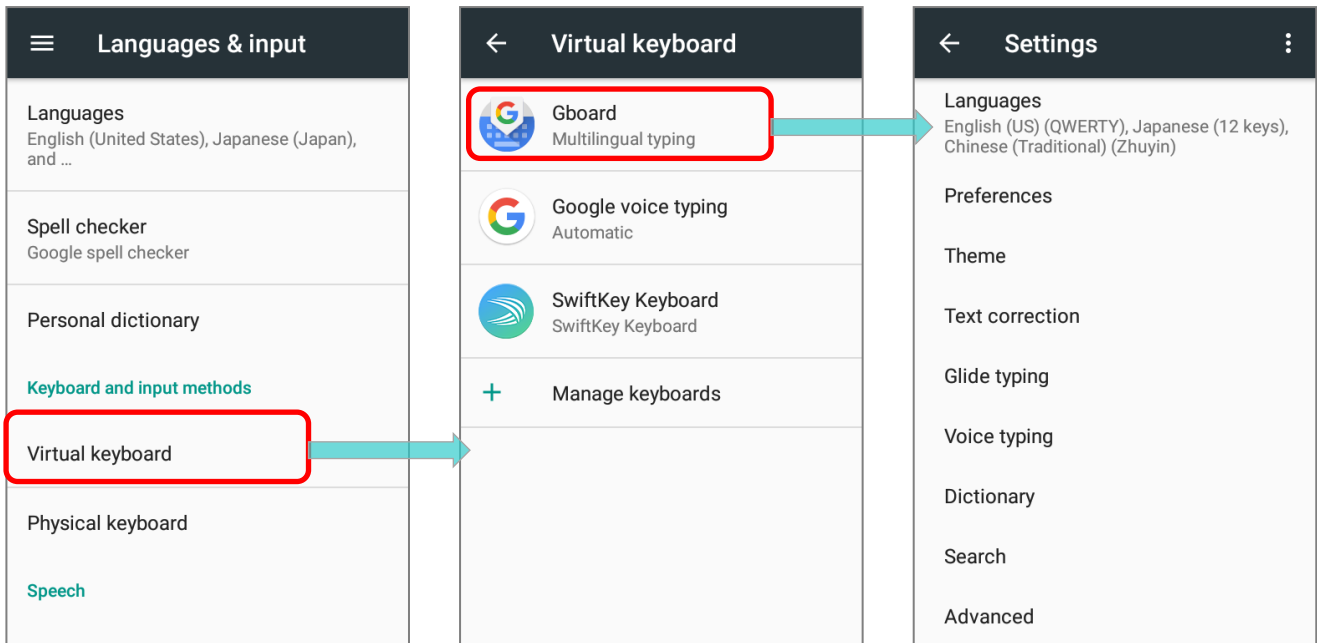 Languages & input
Languages
English (United States), Japanese (Japan),
and ...
Spell checker
Google spell checker
Personal dictionary
Keyboard and input methods
Virtual keyboard
Physical keyboard
Speech
Virtual keyboard
Gboard
Multilingual typing
Google voice typing
Automatic
SwiftKey Keyboard
SwiftKey Keyboard
Manage keyboards
Settings
Languages
English (US) (QWERTY), Japanese (12 keys),
Chinese (Traditional) (Zhuyin)
Preferences
Theme
Text correction
Glide typing
Voice typing
Dictionary
Search
Advanced